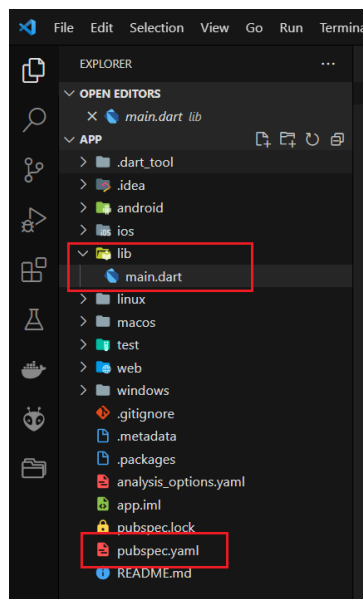 File Edit Selection View Go Run Termina
EXPLORER ...
OPEN EDITORS
main.dart lib
APP
.dart_tool
.idea
android
ios
lib
main.dart
linux
macos
test
web
windows
.gitignore
.metadata
.packages
analysis_options.yaml
app.iml
pubspec.lock
pubspec.yaml
README.md